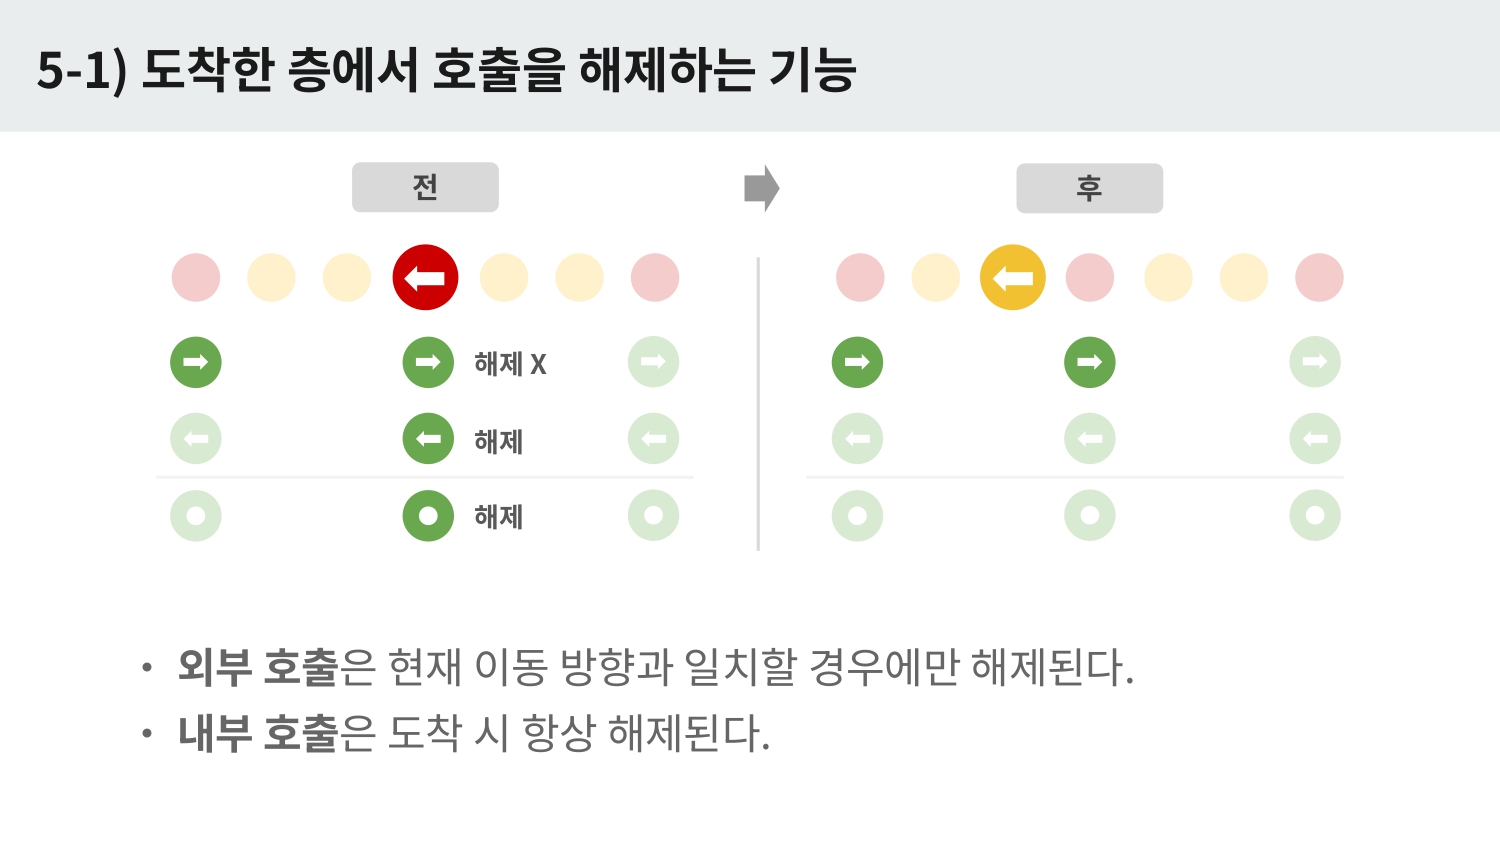 5-1) 도착한 층에서 호출을 해제하는 기능
전
후
해제 X
해제
해제
• 외부 호출은 현재 이동 방향과 일치할 경우에만 해제된다.
• 내부 호출은 도착 시 항상 해제된다.